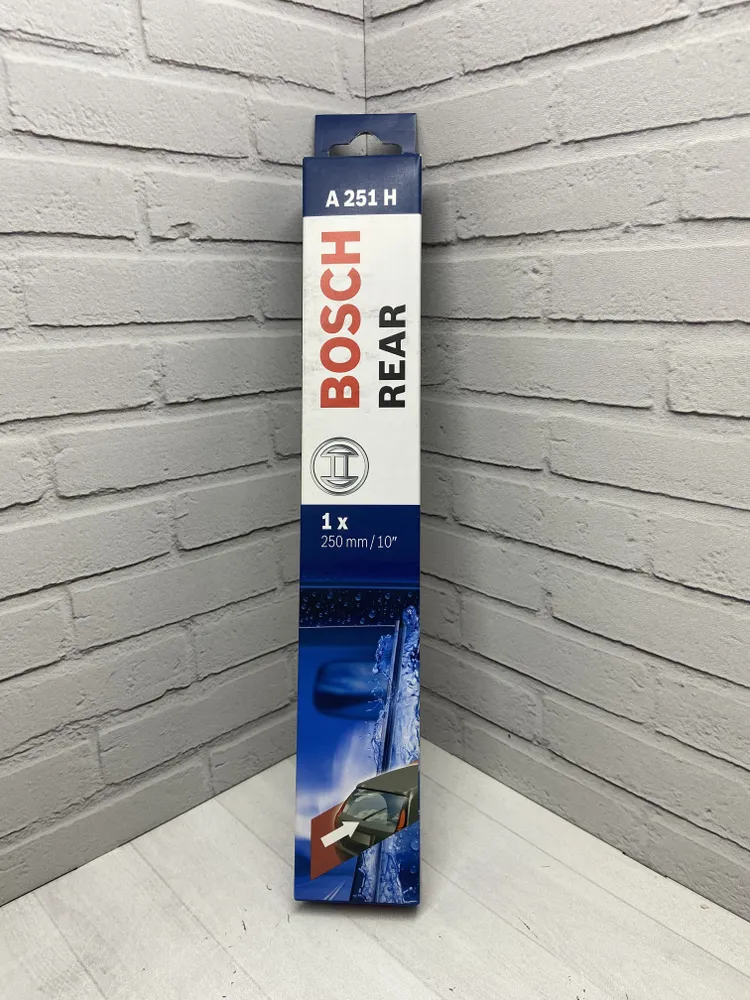 A 251 H
BOSCH
REAR
1 x
250 mm / 10″